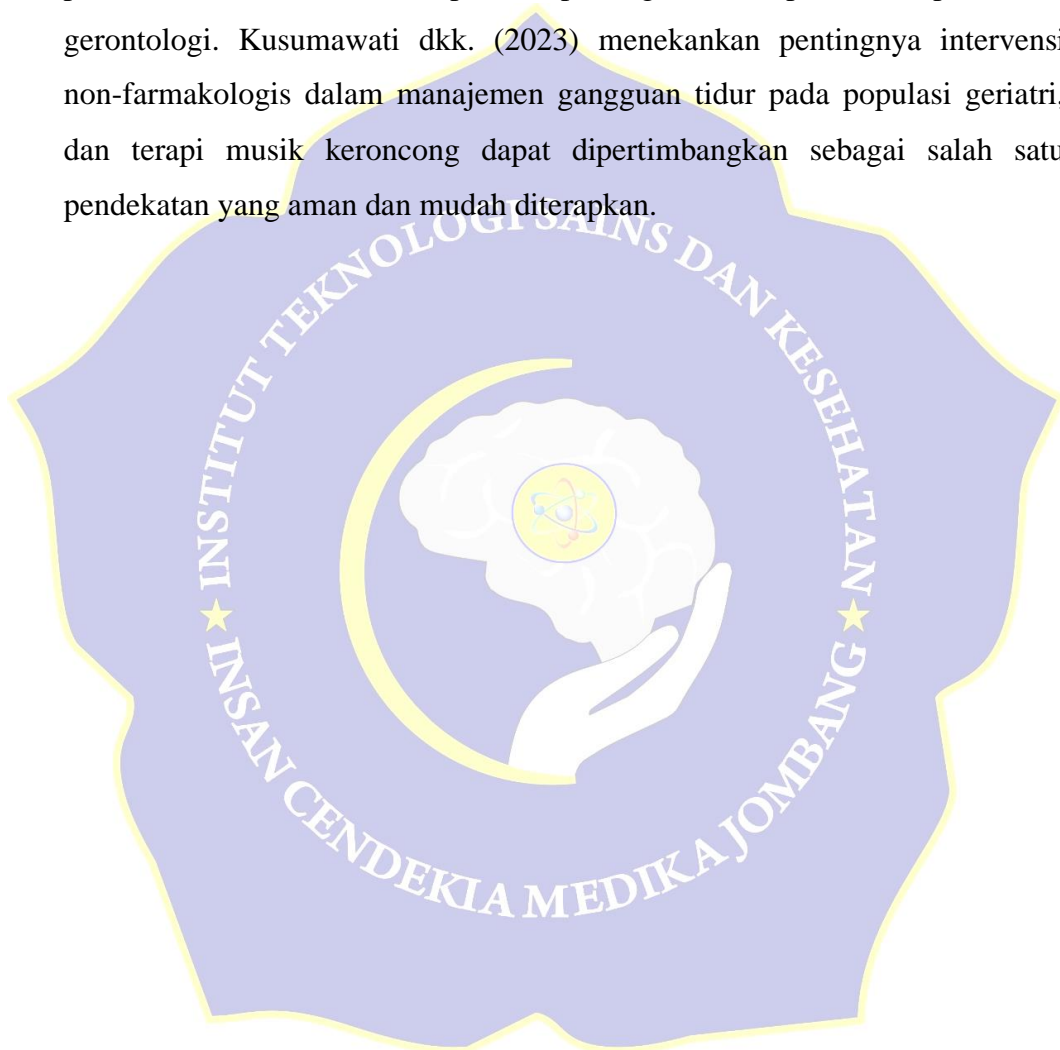 gerontologi. Kusumawati dkk. (2023) menekankan pentingnya intervensi
non-farmakologis dalam manajemen gangguan tidur pada populasi geriatri,
dan terapi musik keroncong dapat dipertimbangkan sebagai salah satu
pendekatan yang aman dan mudah diterapkan.
INSTITUT TEKNOLOGI SAINS DAN KESEHATAN
INSAN CENDEKIA MEDIKA JOMBANG